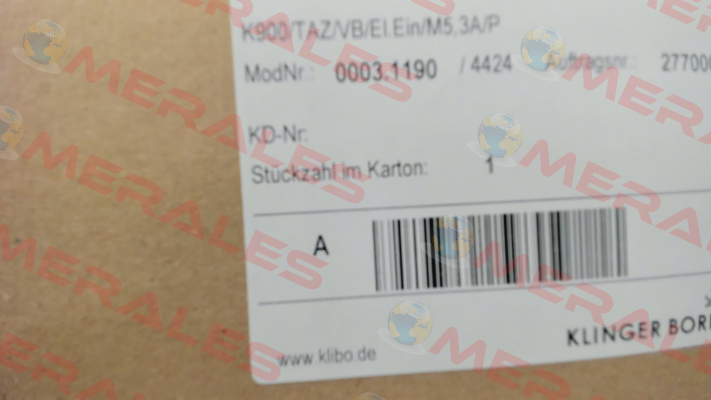 K900/TAZ/VB/El.Ein/M5,3A/P
ModNr.: 0003.1190 / 4424 Auftragsnr.: 27700
KD-Nr:
Stückzahl im Karton: 1
A
KLINGER BOR
www.klibo.de
MERALES
MERALES
MERALES
MERALES
MERALES